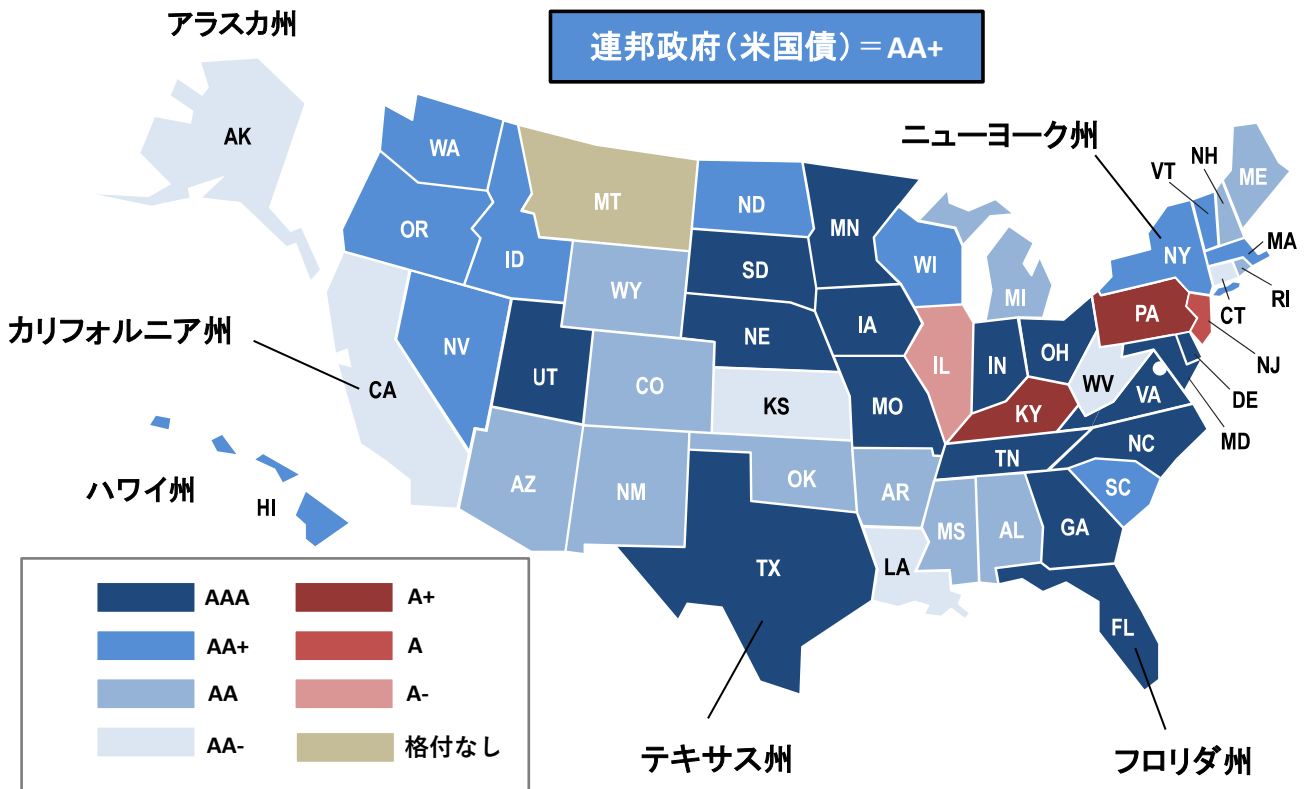 アラスカ州
連邦政府（米国債）＝AA+
ニューヨーク州
AK
WA
MT
ND
MN
OR
ID
SD
WI
WY
MI
NY
VT
NH
ME
MA
RI
CT
NJ
PA
カリフォルニア州
NV
UT
CO
NE
IA
IL
IN
OH
WV
VA
DE
MD
CA
KS
MO
KY
NC
TN
AZ
NM
OK
AR
SC
MS
AL
GA
ハワイ州
HI
TX
LA
FL
AAA
A+
AA+
A
AA
A-
AA-
格付なし
テキサス州
フロリダ州